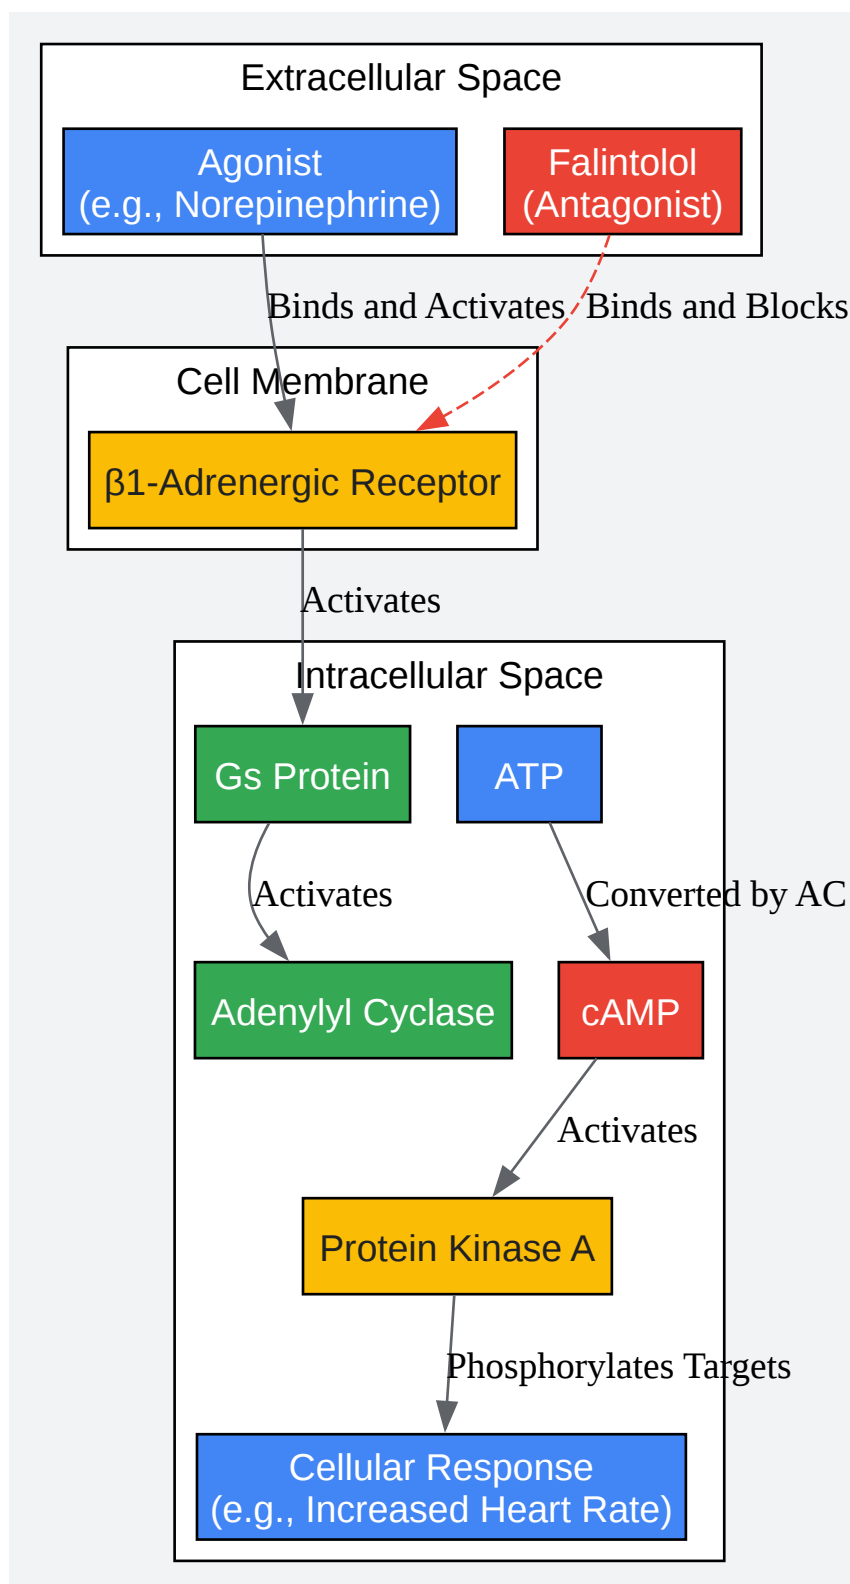 Extracellular Space
Agonist
(e.g., Norepinephrine)
Falintolol
(Antagonist)
Binds and Activates
Binds and Blocks
Cell Membrane
β1-Adrenergic Receptor
Activates
Intracellular Space
Gs Protein
ATP
Activates
Converted by AC
Adenylyl Cyclase
cAMP
Activates
Protein Kinase A
Phosphorylates Targets
Cellular Response
(e.g., Increased Heart Rate)